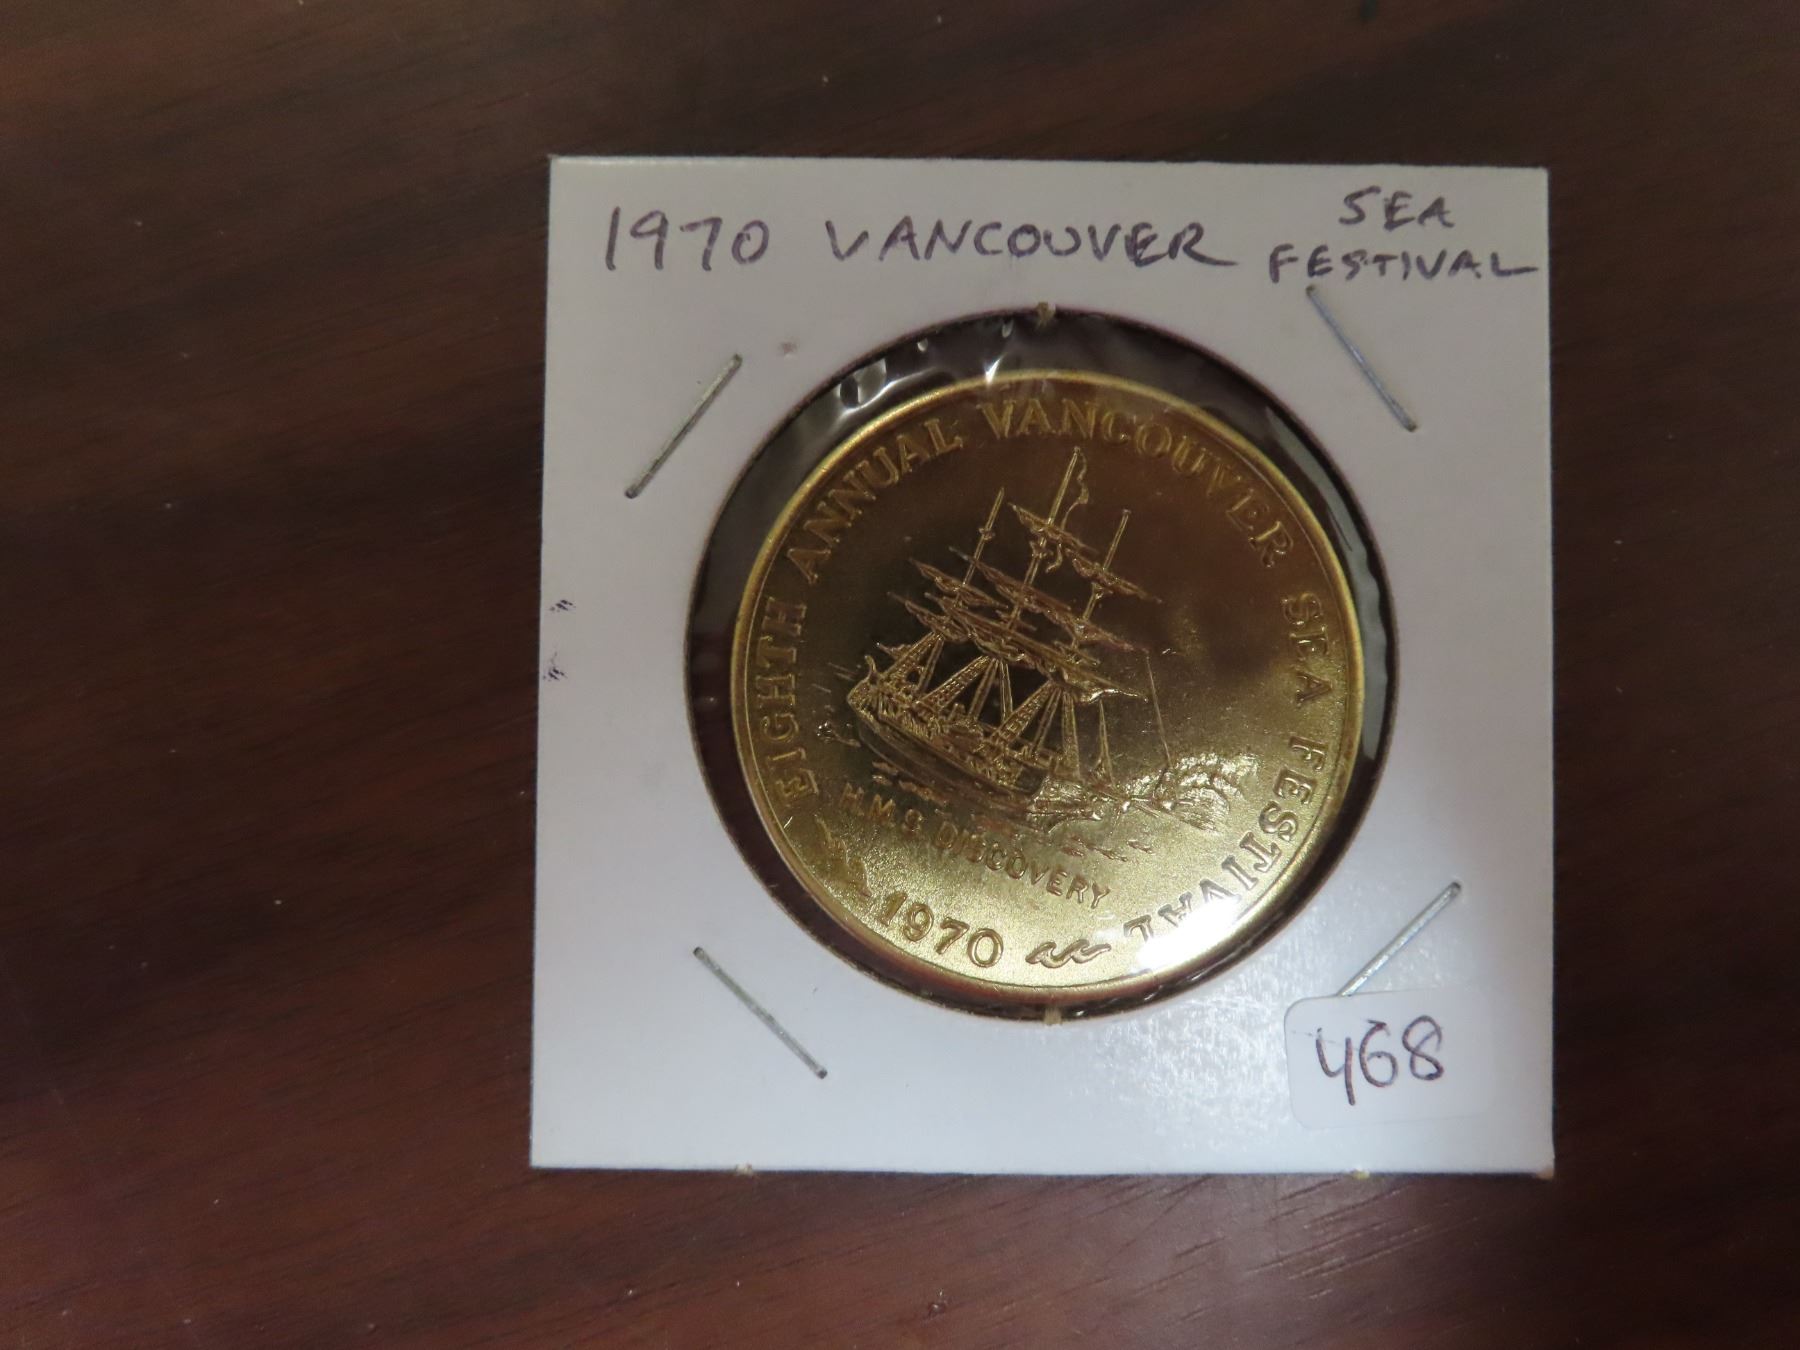 1970 VANCOUVER SEA
FESTIVAL
EIGHTH ANNUAL VANCOUVER SEA FESTIVAL
H.M.S. DISCOVERY
1970
468